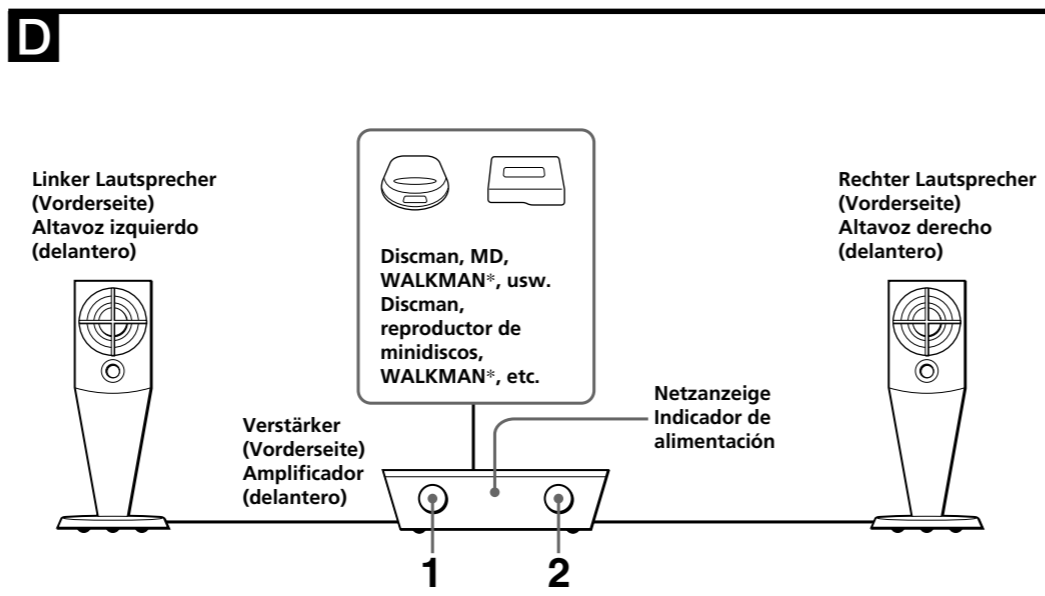 D
Linker Lautsprecher
(Vorderseite)
Altavoz izquierdo
(delantero)
Discman, MD,
WALKMAN*, usw.
Discman,
reproductor de
minidiscos,
WALKMAN*, etc.
Rechter Lautsprecher
(Vorderseite)
Altavoz derecho
(delantero)
Verstärker
(Vorderseite)
Amplificador
(delantero)
Netzanzeige
Indicador de
alimentación
1
2